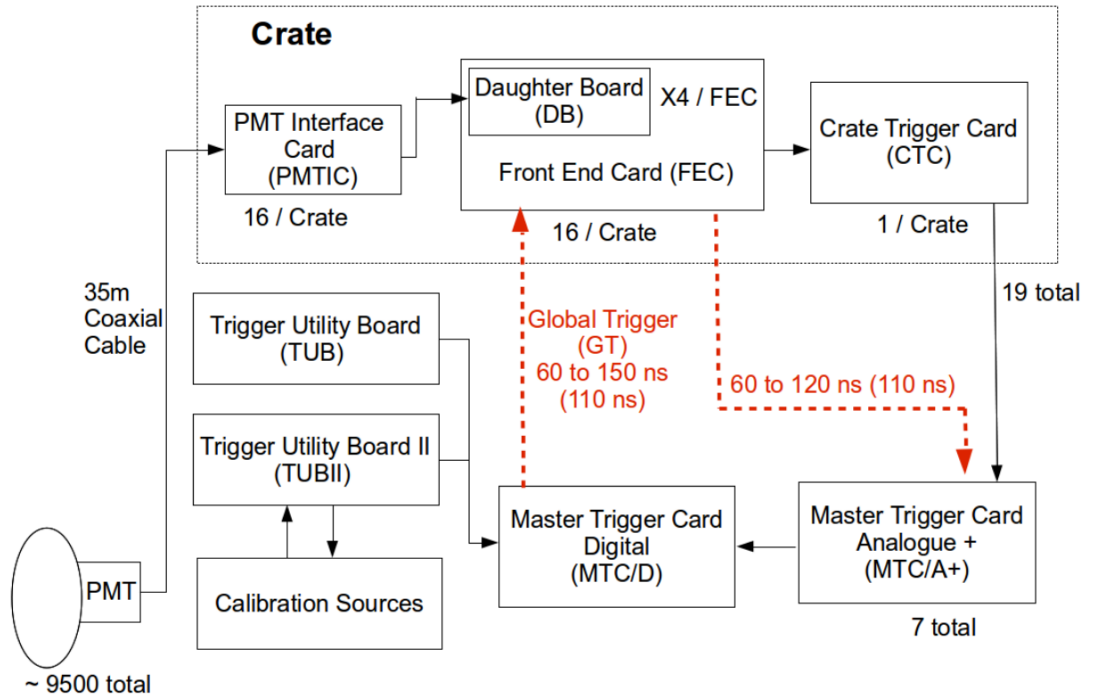 Crate
Daughter Board
(DB)
X4 / FEC
PMT Interface
Card
(PMTIC)
Front End Card (FEC)
Crate Trigger Card
(CTC)
16 / Crate
16 / Crate
1 / Crate
35m
Coaxial
Cable
19 total
Trigger Utility Board
(TUB)
Global Trigger
(GT)
60 to 150 ns
(110 ns)
60 to 120 ns (110 ns)
Trigger Utility Board II
(TUBII)
Master Trigger Card
Digital
(MTC/D)
Master Trigger Card
Analogue +
(MTC/A+)
PMT
Calibration Sources
7 total
~ 9500 total